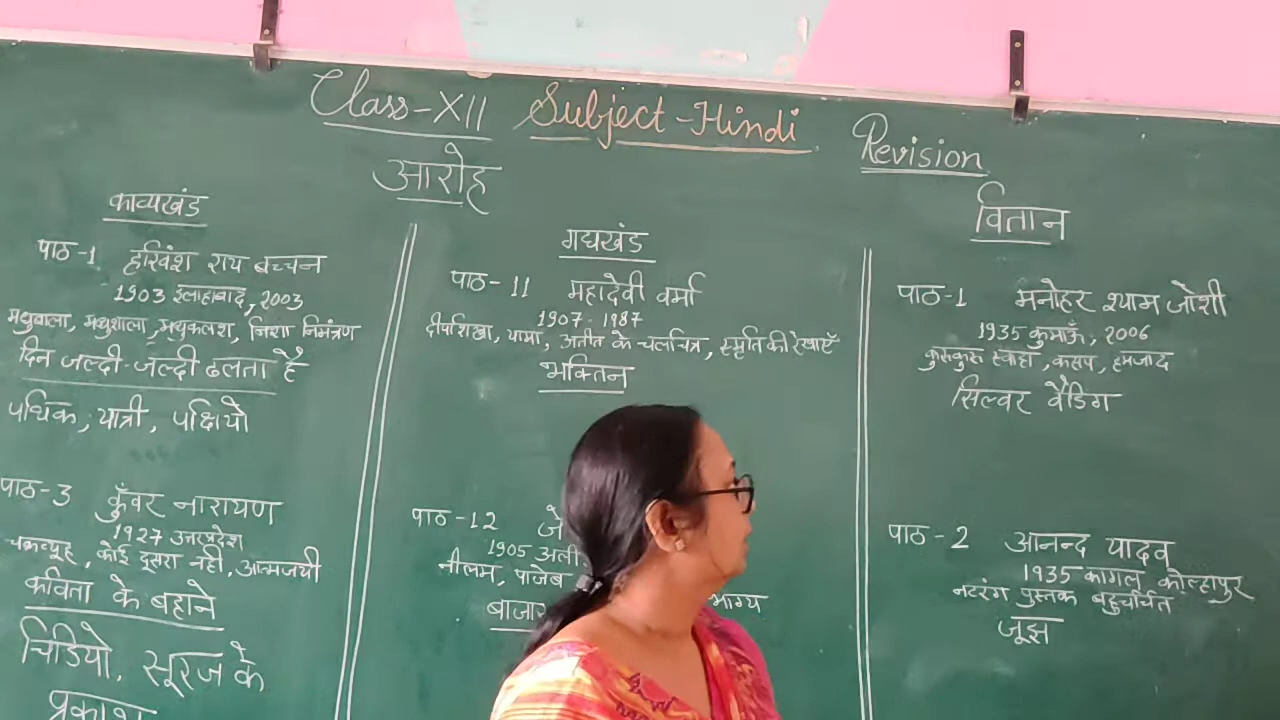 Class-XII Subject-Hindi Revision
आरोह
काव्यखंड
पाठ-1 हरिवंश राय बच्चन
1903 इलाहाबाद, 2003
मधुबाला, मधुशाला, मधुकलश, निशा निमंत्रण
दिन जल्दी-जल्दी ढलता है
पथिक, यात्री, पक्षियो
पाठ-3 कुँवर नारायण
1927 उत्तरप्रदेश
चक्रव्यूह, कोई दूसरा नही, आत्मजयी
कविता के बहाने
चिडियो, सूरज के
प्रकाश
गद्यखंड
पाठ-11 महादेवी वर्मा
1907-1987
दीपशिखा, यामा, अतीत के चलचित्र, स्मृति की रेखाएँ
भक्तिन
पाठ-12 जै
1905 अली
नीलम, पाजेब
बाजार
भाग्य
वितान
पाठ-1 मनोहर श्याम जोशी
1935 कुमाऊँ, 2006
कुरुकुरु स्वाहा, कसप, हमजाद
सिल्वर वैडिंग
पाठ-2 आनन्द यादव
1935 कागल, कोल्हापुर
नटरंग पुस्तक बहुचर्चित
जूझ